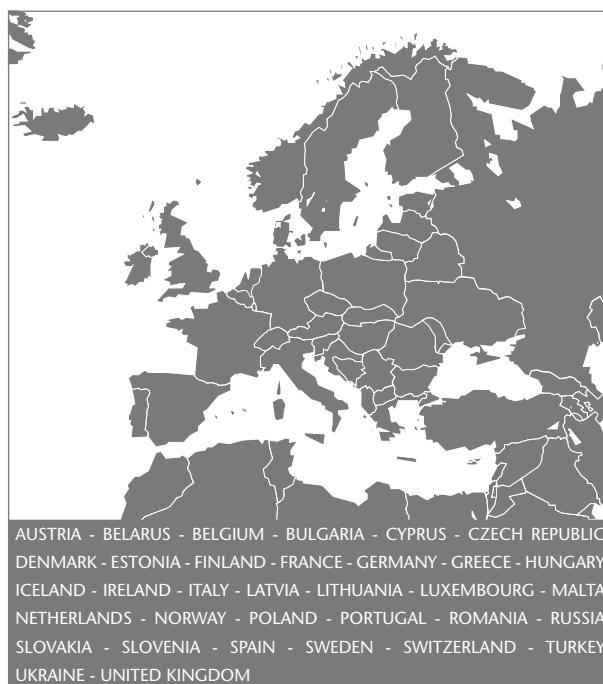 AUSTRIA - BELARUS - BELGIUM - BULGARIA - CYPRUS - CZECH REPUBLIC
DENMARK - ESTONIA - FINLAND - FRANCE - GERMANY - GREECE - HUNGARY
ICELAND - IRELAND - ITALY - LATVIA - LITHUANIA - LUXEMBOURG - MALTA
NETHERLANDS - NORWAY - POLAND - PORTUGAL - ROMANIA - RUSSIA
SLOVAKIA - SLOVENIA - SPAIN - SWEDEN - SWITZERLAND - TURKEY
UKRAINE - UNITED KINGDOM